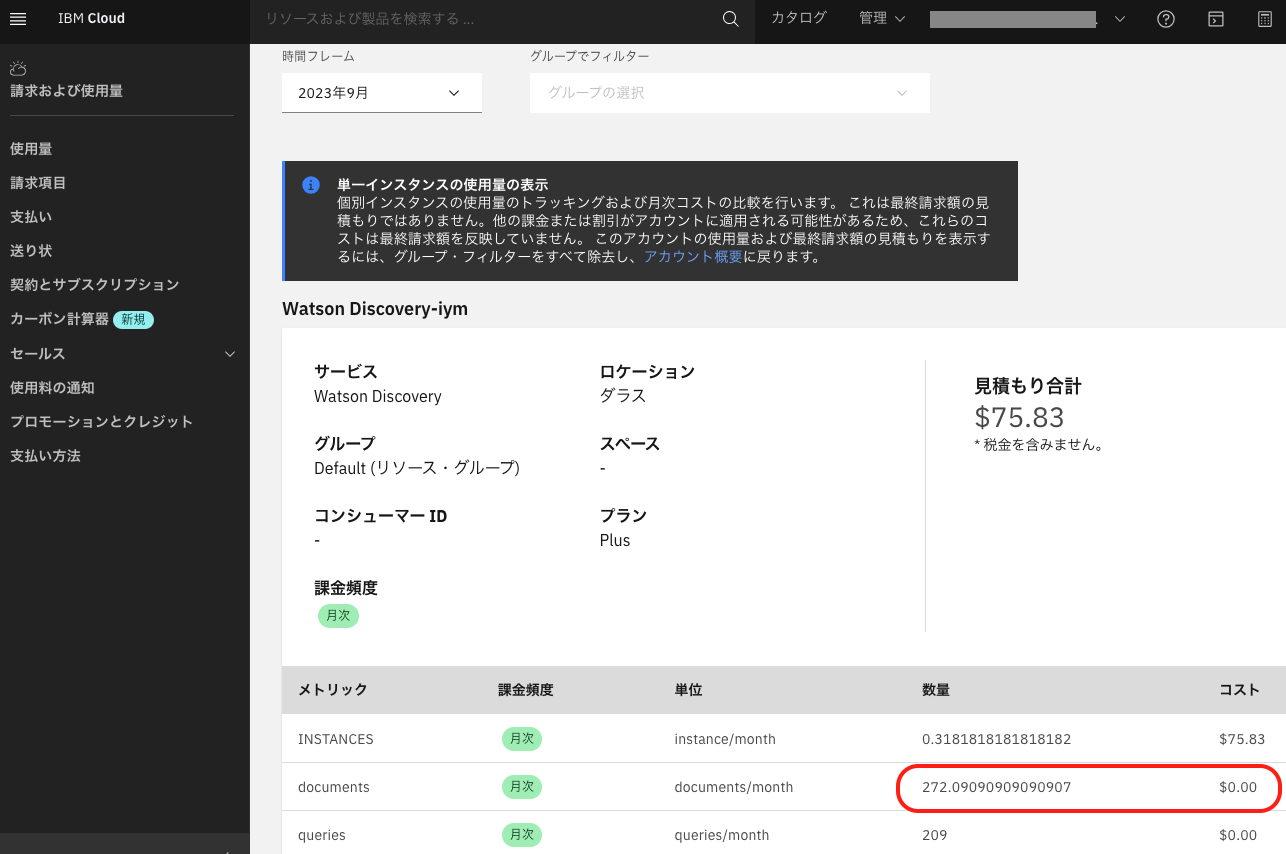 IBM Cloud
リソースおよび製品を検索する ...
カタログ
管理
請求および使用量
使用量
請求項目
支払い
送り状
契約とサブスクリプション
カーボン計算器 新規
セールス
使用料の通知
プロモーションとクレジット
支払い方法
時間フレーム
グループでフィルター
2023年9月
グループの選択
単一インスタンスの使用量の表示
個別インスタンスの使用量のトラッキングおよび月次コストの比較を行います。 これは最終請求額の見
積もりではありません。他の課金または割引がアカウントに適用される可能性があるため、これらのコ
ストは最終請求額を反映していません。 このアカウントの使用量および最終請求額の見積もりを表示す
るには、グループ・フィルターをすべて除去し、アカウント概要に戻ります。
Watson Discovery-iym
サービス
Watson Discovery
ロケーション
ダラス
グループ
Default (リソース・グループ)
スペース
-
コンシューマー ID
-
プラン
Plus
課金頻度
月次
見積もり合計
$75.83
* 税金を含みません。
メトリック 課金頻度 単位 数量 コスト
INSTANCES 月次 instance/month 0.3181818181818182 $75.83
documents 月次 documents/month 272.09090909090907 $0.00
queries 月次 queries/month 209 $0.00